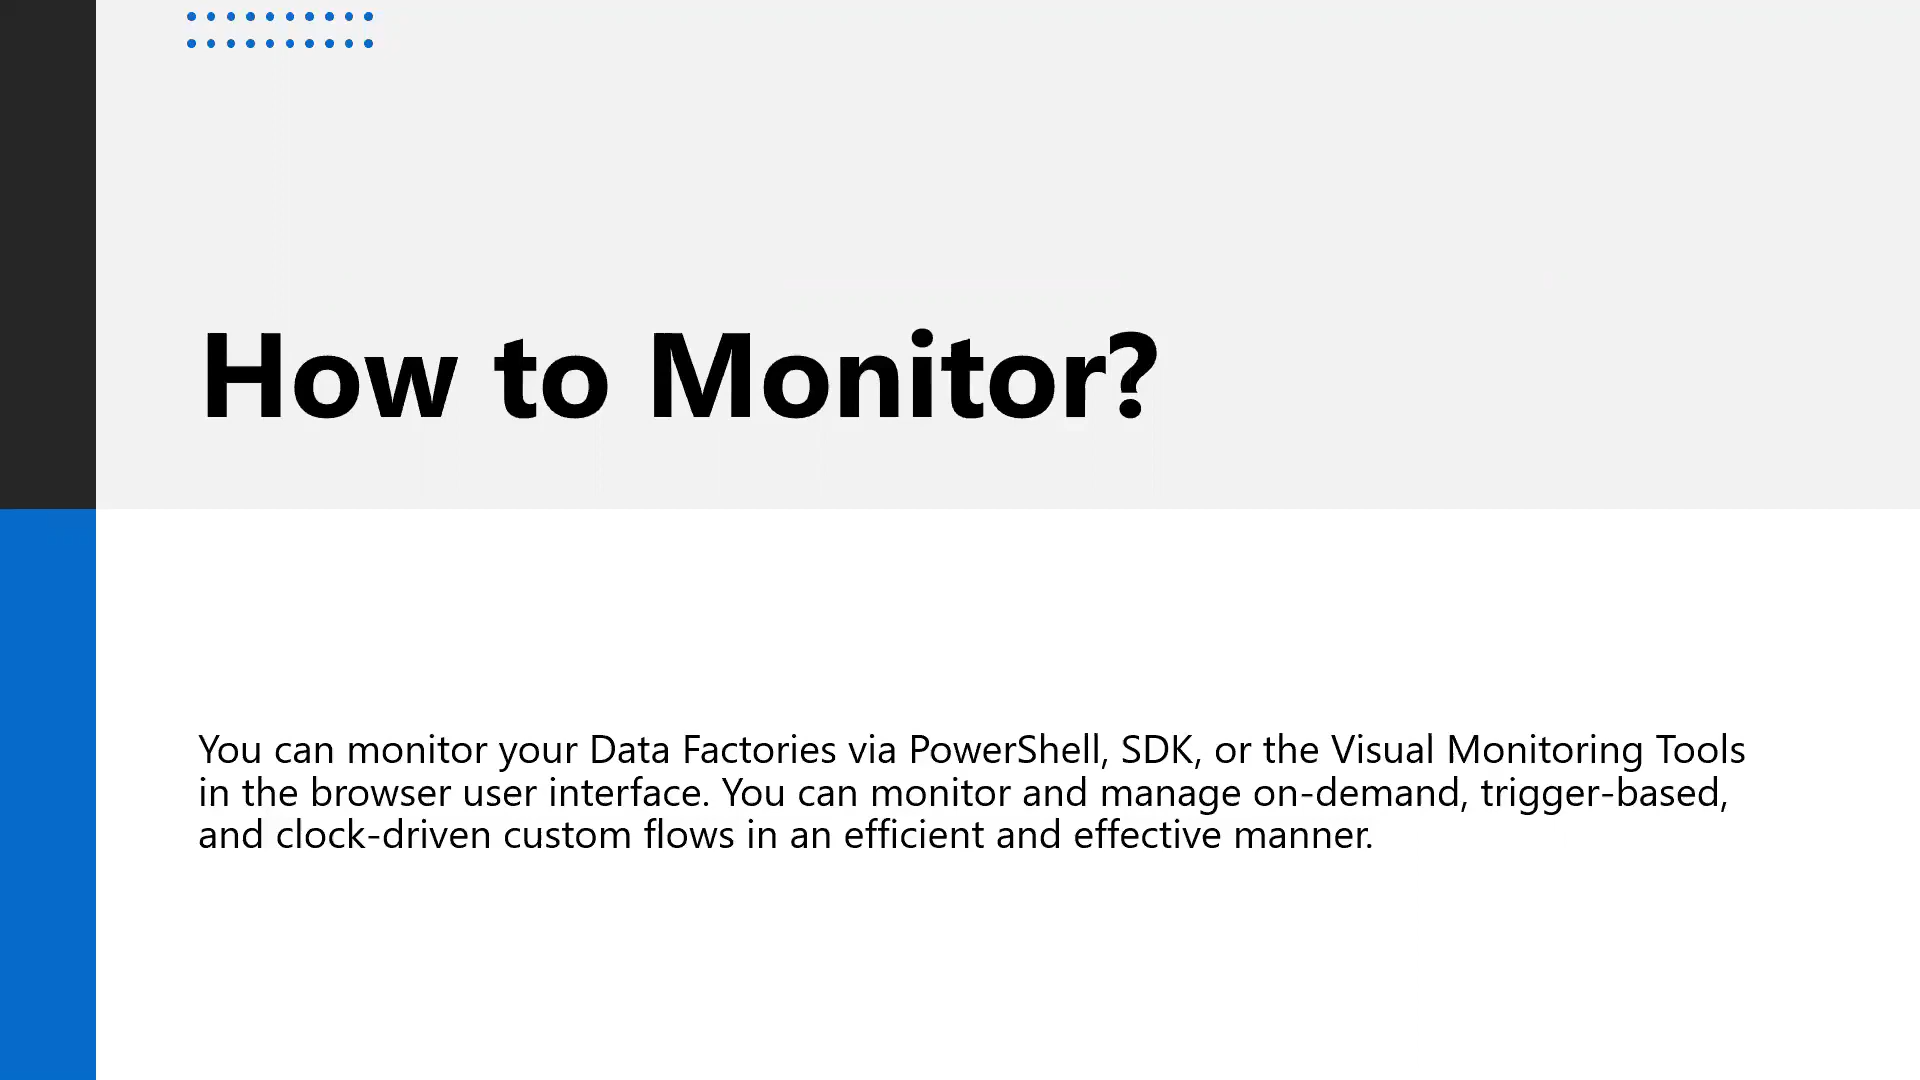 How to Monitor?
You can monitor your Data Factories via PowerShell, SDK, or the Visual Monitoring Tools
in the browser user interface. You can monitor and manage on-demand, trigger-based,
and clock-driven custom flows in an efficient and effective manner.